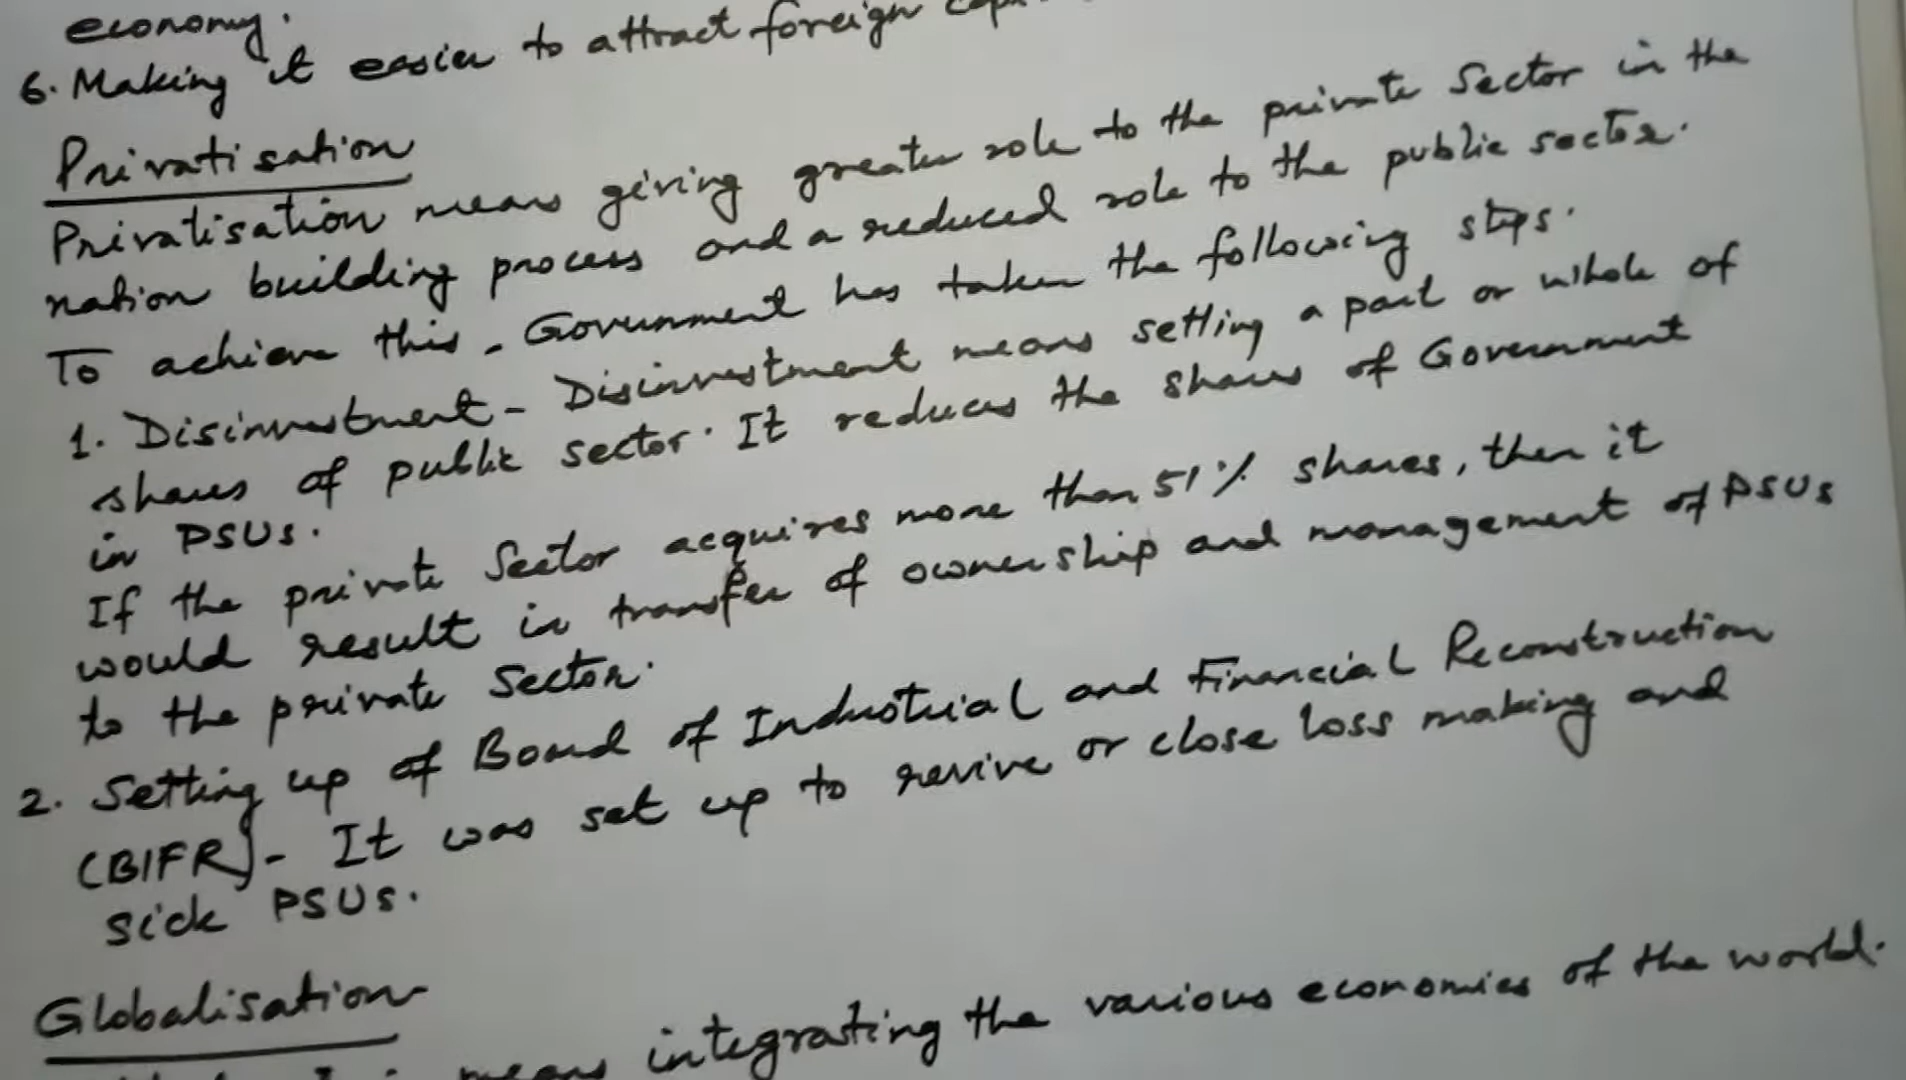 economy.
6. Making it easier to attract foreign
Privatisation
Privatisation means giving greater role to the private Sector in the
nation building process and a reduced role to the public sector.
To achieve this, Government has taken the following steps.
1. Disinvestment - Disinvestment means setting a part or whole of
shares of public sector. It reduces the shares of Government
in PSUs.
If the private Sector acquires more than 51% shares, then it
would result in transfer of ownership and management of PSUs
to the private Sector.
2. Setting up of Board of Industrial and Financial Reconstruction
(BIFR) - It was set up to revive or close loss making and
sick PSUs.
Globalisation
means integrating the various economies of the world.